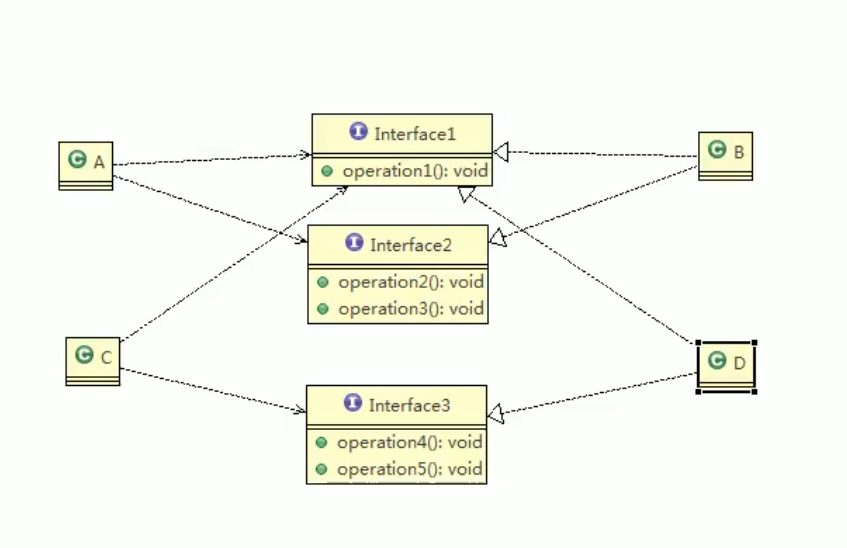 I Interface1
operation1(): void
C A
C B
I Interface2
operation2(): void
operation3(): void
C C
C D
I Interface3
operation4(): void
operation5(): void